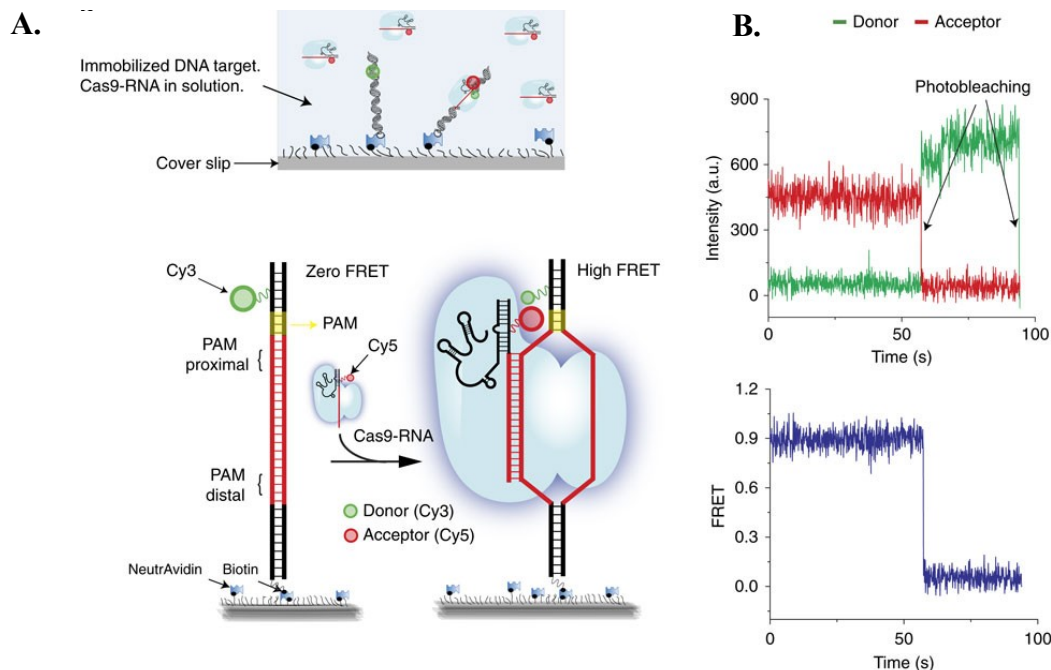 A.
Immobilized DNA target.
Cas9-RNA in solution.
Cover slip
Cy3
Zero FRET
PAM
PAM
proximal
Cy5
Cas9-RNA
PAM
distal
Donor (Cy3)
Acceptor (Cy5)
High FRET
NeutrAvidin
Biotin
B.
Donor
Acceptor
Photobleaching
900
600
300
0
Intensity (a.u.)
0
50
100
Time (s)
1.2
0.9
0.6
0.3
0.0
FRET
0
50
100
Time (s)